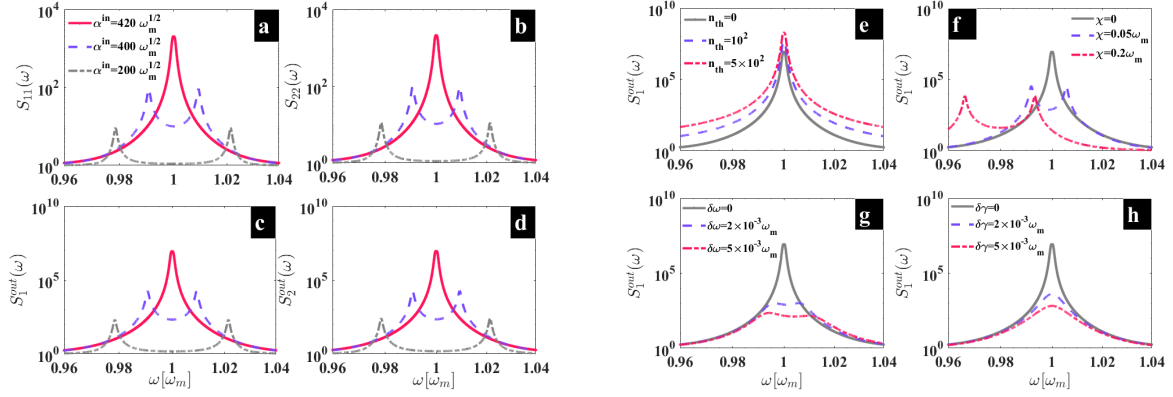 a
α^in=420 ω_m^1/2
α^in=400 ω_m^1/2
α^in=200 ω_m^1/2
S_11(ω)
10^4
10^2
10^0
0.96 0.98 1 1.02 1.04
b
S_22(ω)
10^4
10^2
10^0
0.96 0.98 1 1.02 1.04
c
S_1^out(ω)
10^10
10^5
10^0
0.96 0.98 1 1.02 1.04
ω[ω_m]
d
S_2^out(ω)
10^10
10^5
10^0
0.96 0.98 1 1.02 1.04
ω[ω_m]
e
n_th=0
n_th=10^2
n_th=5×10^2
S_1^out(ω)
10^10
10^5
10^0
0.96 0.98 1 1.02 1.04
f
χ=0
χ=0.05ω_m
χ=0.2ω_m
S_1^out(ω)
10^10
10^5
10^0
0.96 0.98 1 1.02 1.04
g
δω=0
δω=2×10^-3ω_m
δω=5×10^-3ω_m
S_1^out(ω)
10^10
10^5
10^0
0.96 0.98 1 1.02 1.04
ω[ω_m]
h
δγ=0
δγ=2×10^-3ω_m
δγ=5×10^-3ω_m
S_1^out(ω)
10^10
10^5
10^0
0.96 0.98 1 1.02 1.04
ω[ω_m]